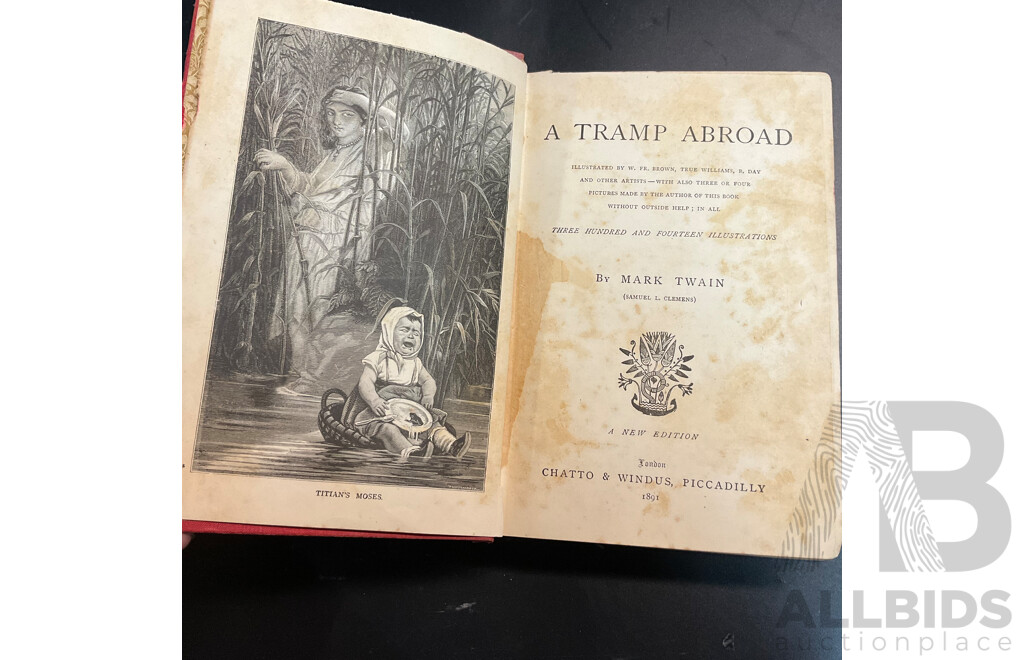 TITIAN'S MOSES.
A TRAMP ABROAD
ILLUSTRATED BY W. FR. BROWN, TRUE WILLIAMS, B. DAY
AND OTHER ARTISTS — WITH ALSO THREE OR FOUR
PICTURES MADE BY THE AUTHOR OF THIS BOOK
WITHOUT OUTSIDE HELP; IN ALL
THREE HUNDRED AND FOURTEEN ILLUSTRATIONS
BY MARK TWAIN
(SAMUEL L. CLEMENS)
A NEW EDITION
London
CHATTO & WINDUS, PICCADILLY
1891
AB
ALLBIDS
auctionplace